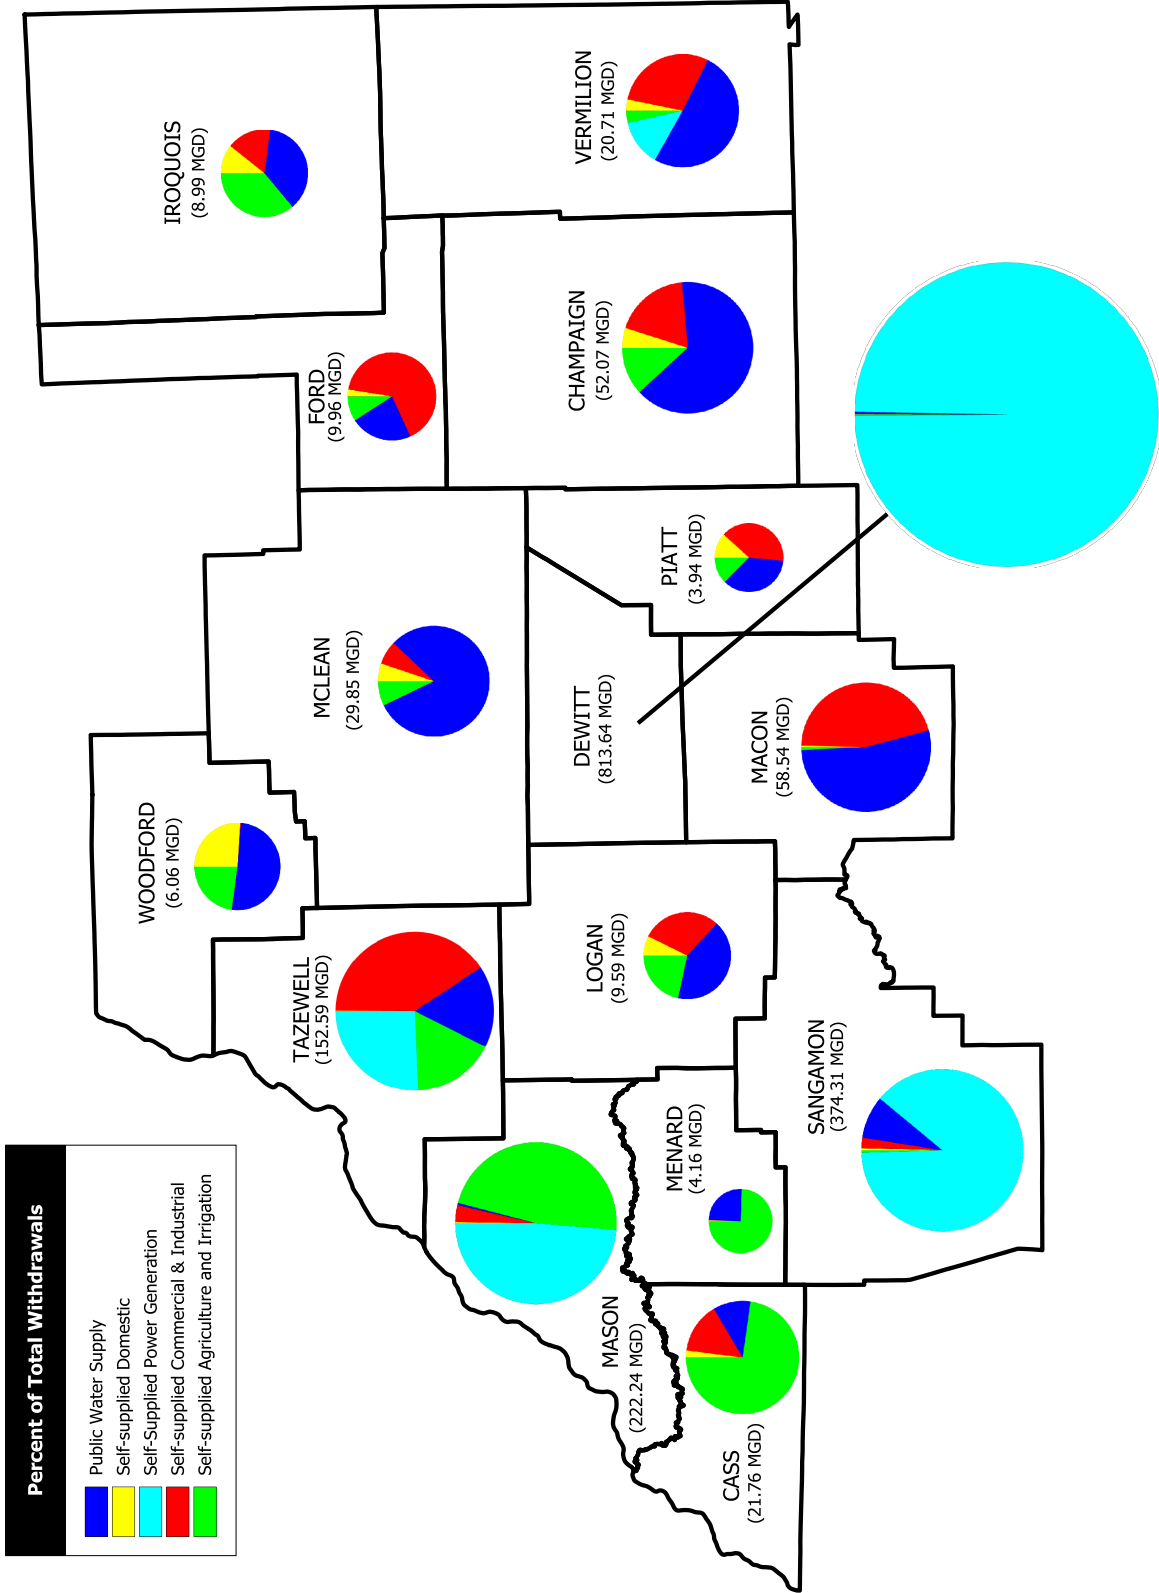 Percent of Total Withdrawals
Public Water Supply
Self-supplied Domestic
Self-Supplied Power Generation
Self-supplied Commercial & Industrial
Self-supplied Agriculture and Irrigation
WOODFORD
(6.06 MGD)
IROQUOIS
(8.99 MGD)
TAZEWELL
(152.59 MGD)
MCLEAN
(29.85 MGD)
FORD
(9.96 MGD)
MASON
(222.24 MGD)
LOGAN
(9.59 MGD)
DEWITT
(813.64 MGD)
CHAMPAIGN
(52.07 MGD)
VERMILION
(20.71 MGD)
MENARD
(4.16 MGD)
PIATT
(3.94 MGD)
CASS
(21.76 MGD)
SANGAMON
(374.31 MGD)
MACON
(58.54 MGD)